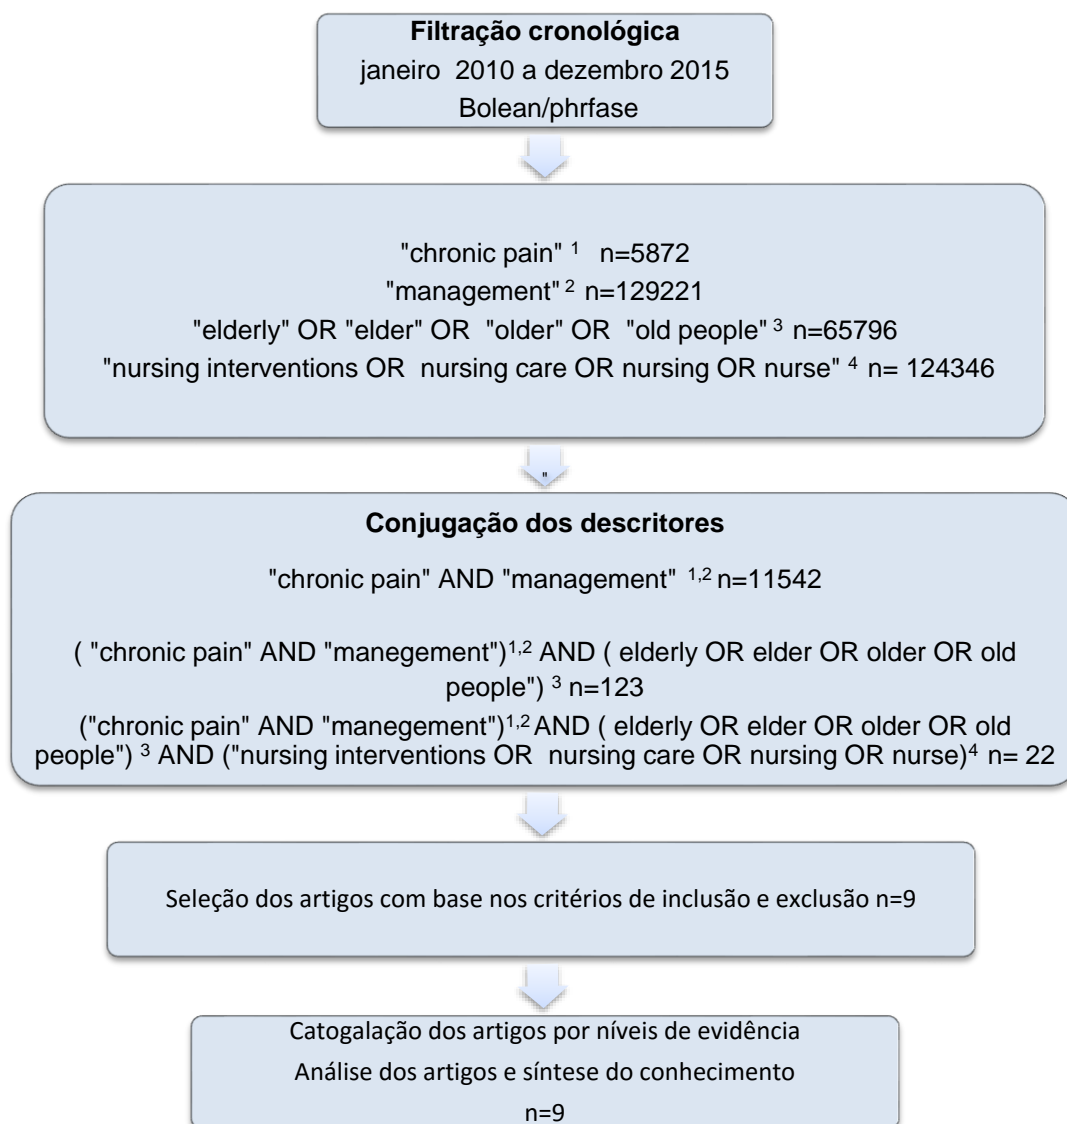 Filtração cronológica
janeiro 2010 a dezembro 2015
Bolean/phrfase
"chronic pain" ¹ n=5872
"management" ² n=129221
"elderly" OR "elder" OR "older" OR "old people" ³ n=65796
"nursing interventions OR nursing care OR nursing OR nurse" ⁴ n= 124346
"
Conjugação dos descritores
"chronic pain" AND "management" ¹,² n=11542
( "chronic pain" AND "manegement")¹,² AND ( elderly OR elder OR older OR old
people") ³ n=123
("chronic pain" AND "manegement")¹,² AND ( elderly OR elder OR older OR old
people") ³ AND ("nursing interventions OR nursing care OR nursing OR nurse)⁴ n= 22
Seleção dos artigos com base nos critérios de inclusão e exclusão n=9
Catogalação dos artigos por níveis de evidência
Análise dos artigos e síntese do conhecimento
n=9